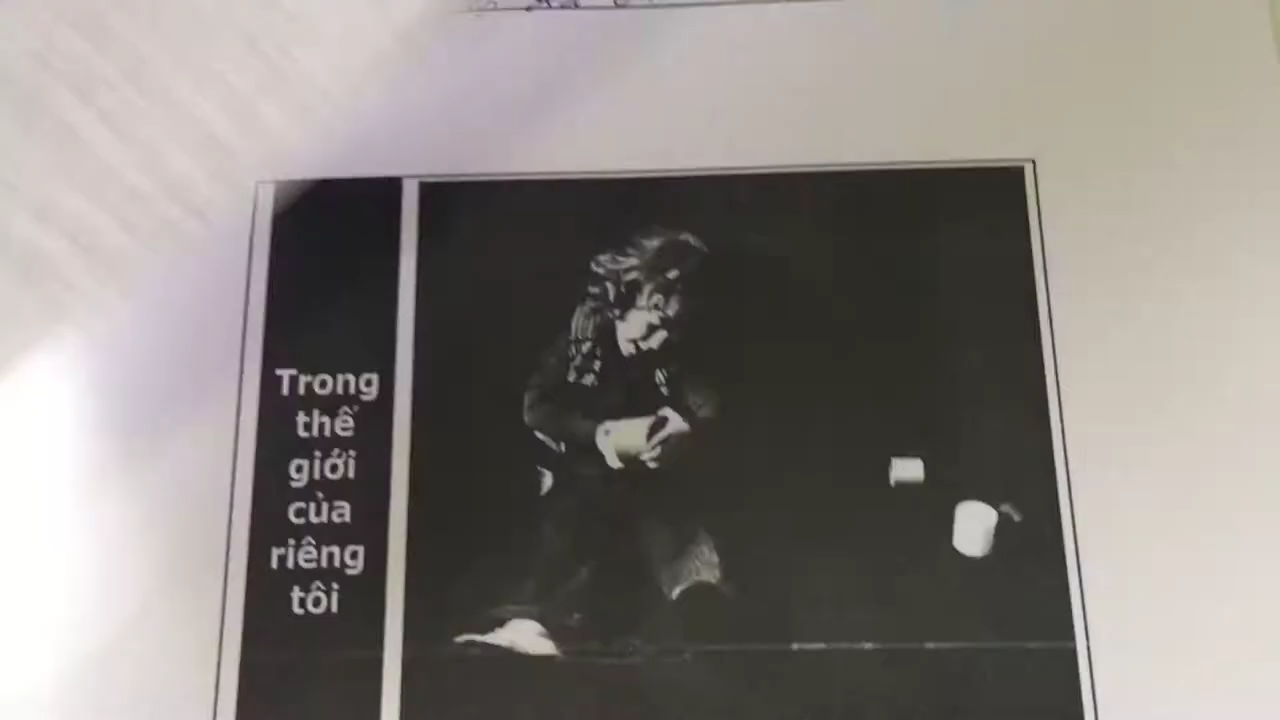 Trong
thế
giới
của
riêng
tôi